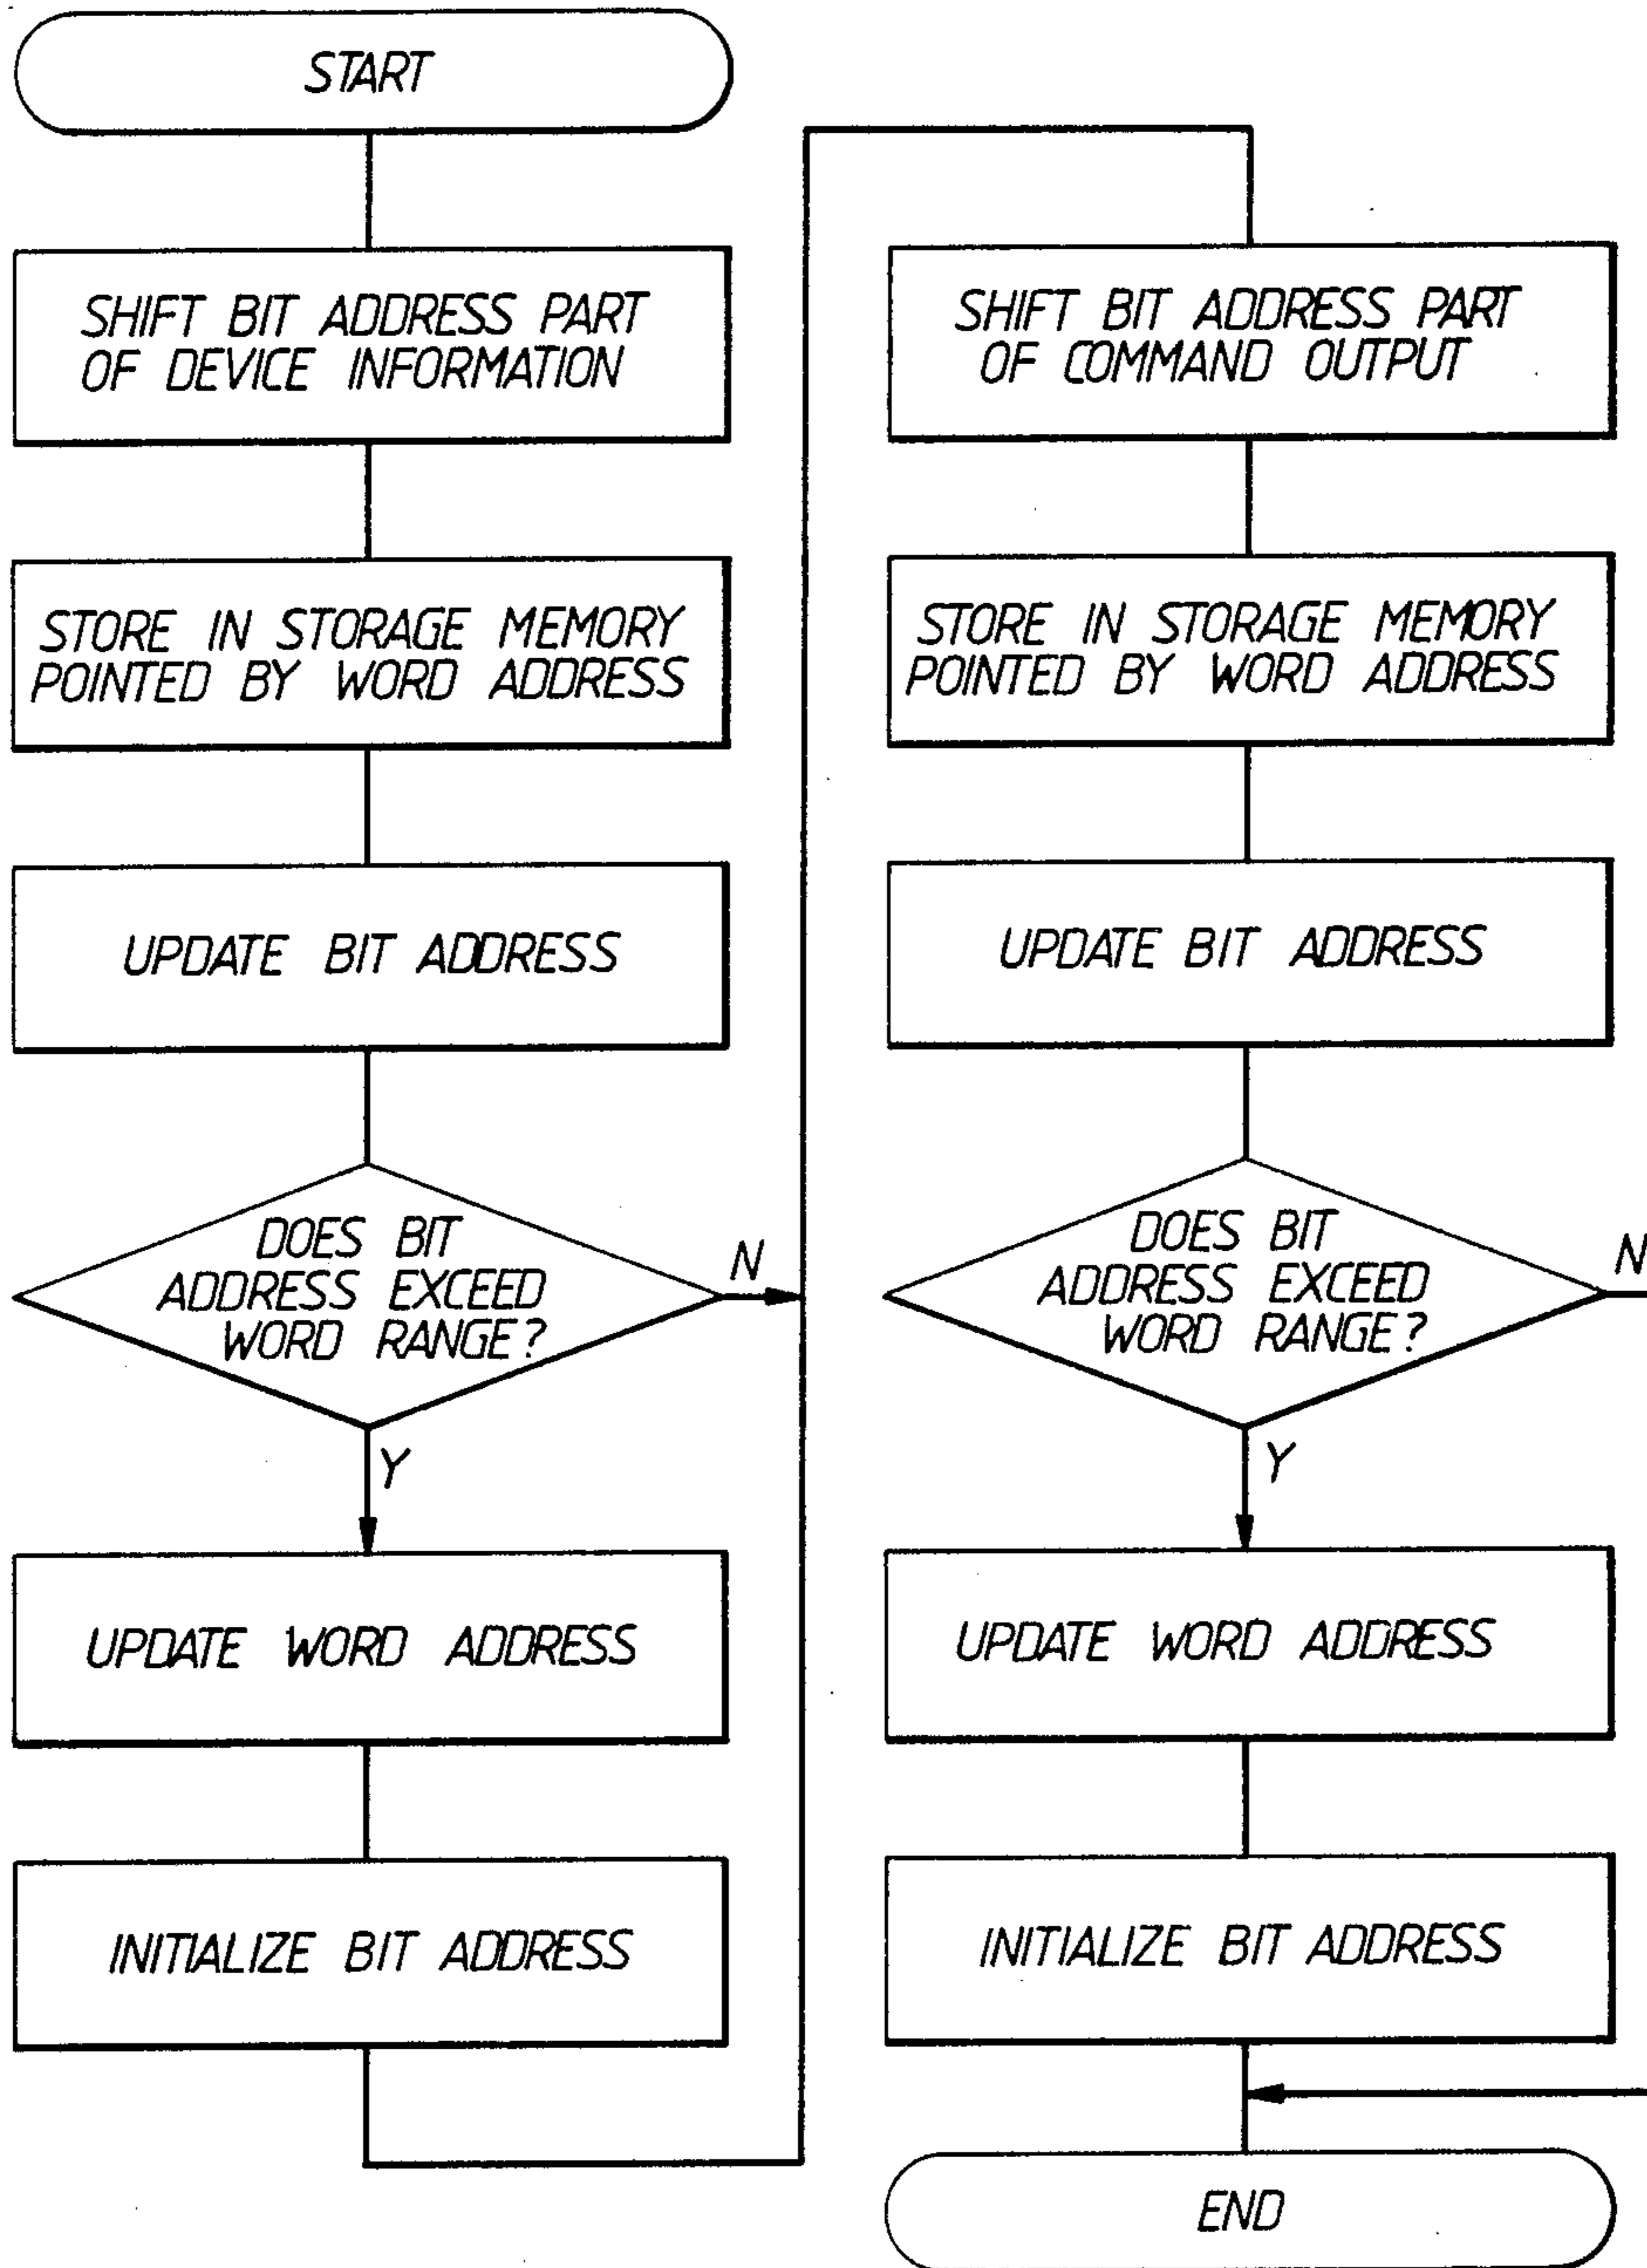 START
SHIFT BIT ADDRESS PART
OF DEVICE INFORMATION
STORE IN STORAGE MEMORY
POINTED BY WORD ADDRESS
UPDATE BIT ADDRESS
DOES BIT
ADDRESS EXCEED
WORD RANGE?
N
Y
UPDATE WORD ADDRESS
INITIALIZE BIT ADDRESS
SHIFT BIT ADDRESS PART
OF COMMAND OUTPUT
STORE IN STORAGE MEMORY
POINTED BY WORD ADDRESS
UPDATE BIT ADDRESS
DOES BIT
ADDRESS EXCEED
WORD RANGE?
N
Y
UPDATE WORD ADDRESS
INITIALIZE BIT ADDRESS
END